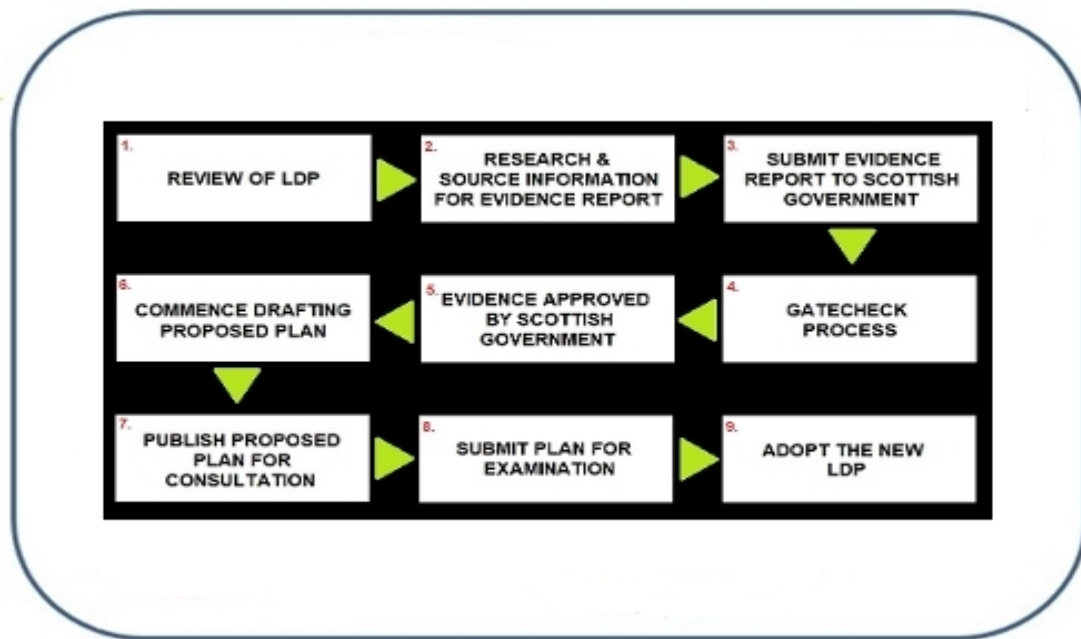 1.
REVIEW OF LDP
2.
RESEARCH &
SOURCE INFORMATION
FOR EVIDENCE REPORT
3.
SUBMIT EVIDENCE
REPORT TO SCOTTISH
GOVERNMENT
4.
GATECHECK
PROCESS
5.
EVIDENCE APPROVED
BY SCOTTISH
GOVERNMENT
6.
COMMENCE DRAFTING
PROPOSED PLAN
7.
PUBLISH PROPOSED
PLAN FOR
CONSULTATION
8.
SUBMIT PLAN FOR
EXAMINATION
9.
ADOPT THE NEW
LDP